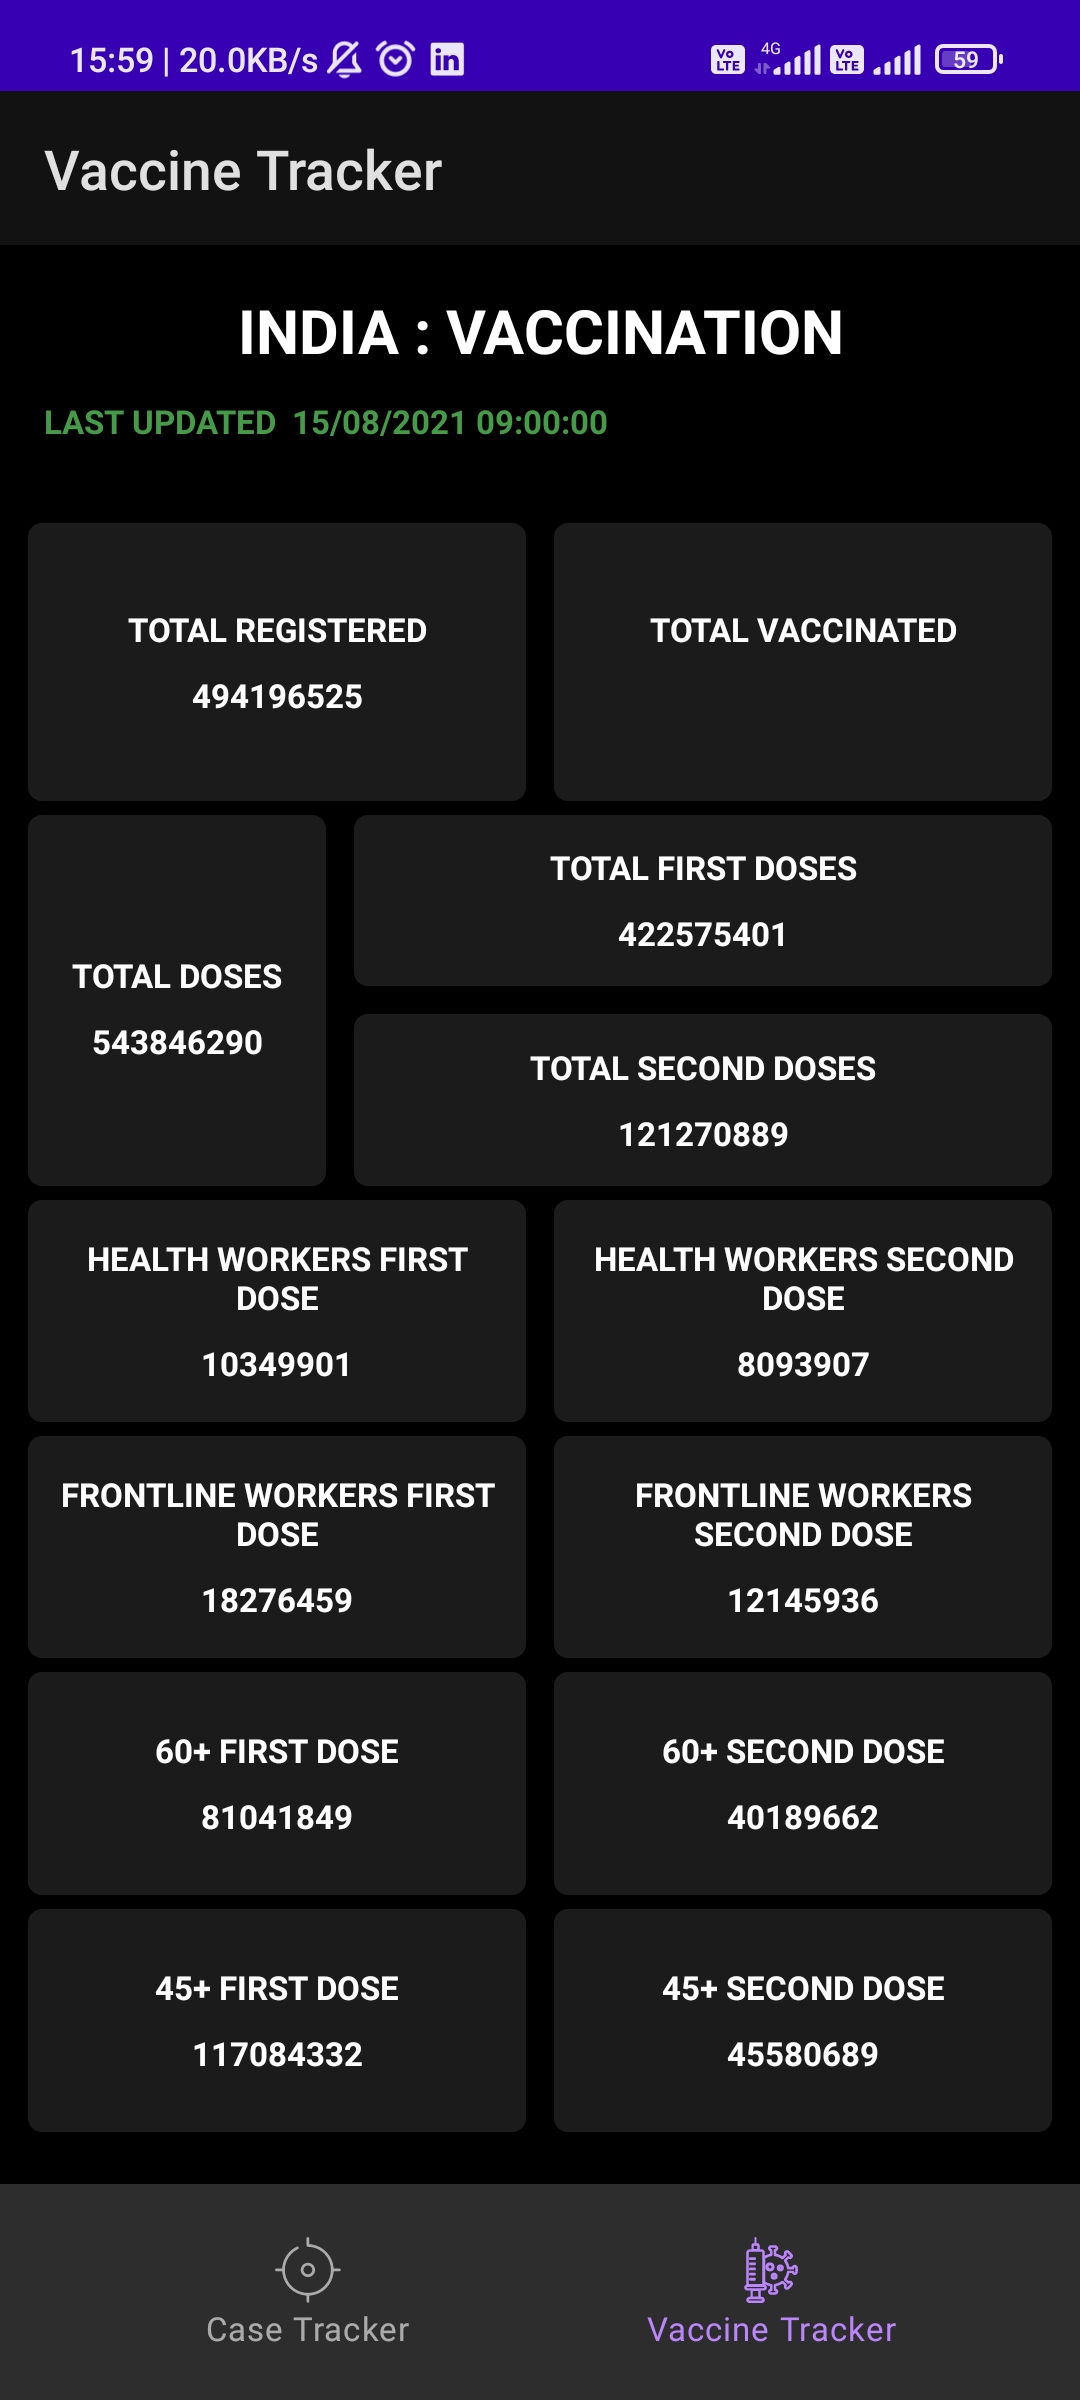 15:59 | 20.0KB/s in Vo LTE 4G Vo LTE 59
Vaccine Tracker
INDIA : VACCINATION
LAST UPDATED 15/08/2021 09:00:00
TOTAL REGISTERED
494196525
TOTAL VACCINATED
TOTAL DOSES
543846290
TOTAL FIRST DOSES
422575401
TOTAL SECOND DOSES
121270889
HEALTH WORKERS FIRST
DOSE
10349901
HEALTH WORKERS SECOND
DOSE
8093907
FRONTLINE WORKERS FIRST
DOSE
18276459
FRONTLINE WORKERS
SECOND DOSE
12145936
60+ FIRST DOSE
81041849
60+ SECOND DOSE
40189662
45+ FIRST DOSE
117084332
45+ SECOND DOSE
45580689
Case Tracker
Vaccine Tracker